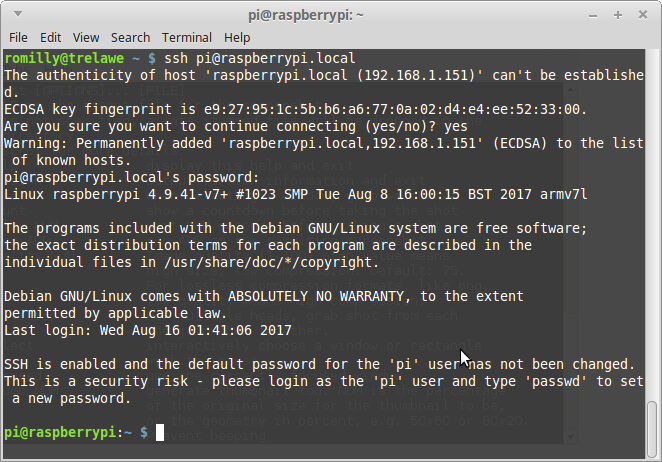 pi@raspberrypi: ~
File Edit View Search Terminal Help
romilly@trelawe ~ $ ssh pi@raspberrypi.local
The authenticity of host 'raspberrypi.local (192.168.1.151)' can't be establishe
d.
ECDSA key fingerprint is e9:27:95:1c:5b:b6:a6:77:0a:02:d4:e4:ee:52:33:00.
Are you sure you want to continue connecting (yes/no)? yes
Warning: Permanently added 'raspberrypi.local,192.168.1.151' (ECDSA) to the list
 of known hosts.
pi@raspberrypi.local's password:
Linux raspberrypi 4.9.41-v7+ #1023 SMP Tue Aug 8 16:00:15 BST 2017 armv7l

The programs included with the Debian GNU/Linux system are free software;
the exact distribution terms for each program are described in the
individual files in /usr/share/doc/*/copyright.

Debian GNU/Linux comes with ABSOLUTELY NO WARRANTY, to the extent
permitted by applicable law.
Last login: Wed Aug 16 01:41:06 2017

SSH is enabled and the default password for the 'pi' user has not been changed.
This is a security risk - please login as the 'pi' user and type 'passwd' to set
 a new password.

pi@raspberrypi:~ $